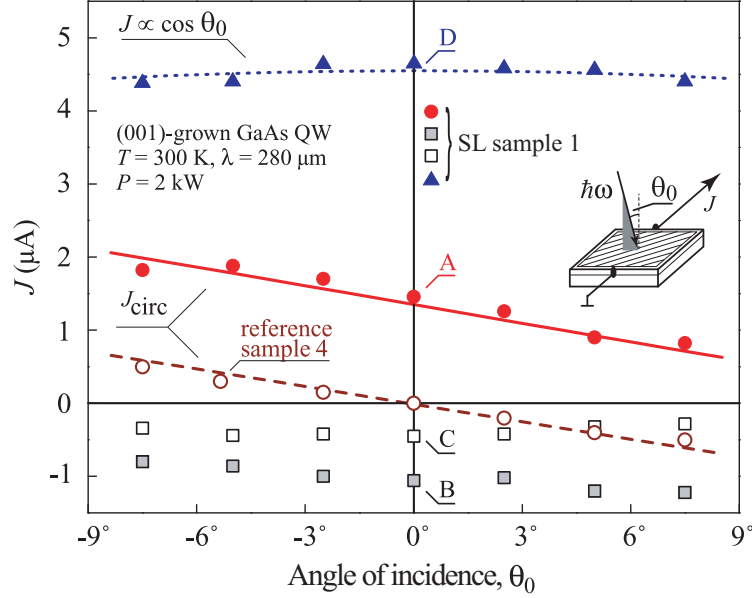 J ∝ cos θ₀
D
(001)-grown GaAs QW
T = 300 K, λ = 280 μm
P = 2 kW
SL sample 1
ħω
θ₀
J
A
J_circ
reference
sample 4
C
B
5
4
3
2
1
0
-1
J (μA)
-9° -6° -3° 0° 3° 6° 9°
Angle of incidence, θ₀